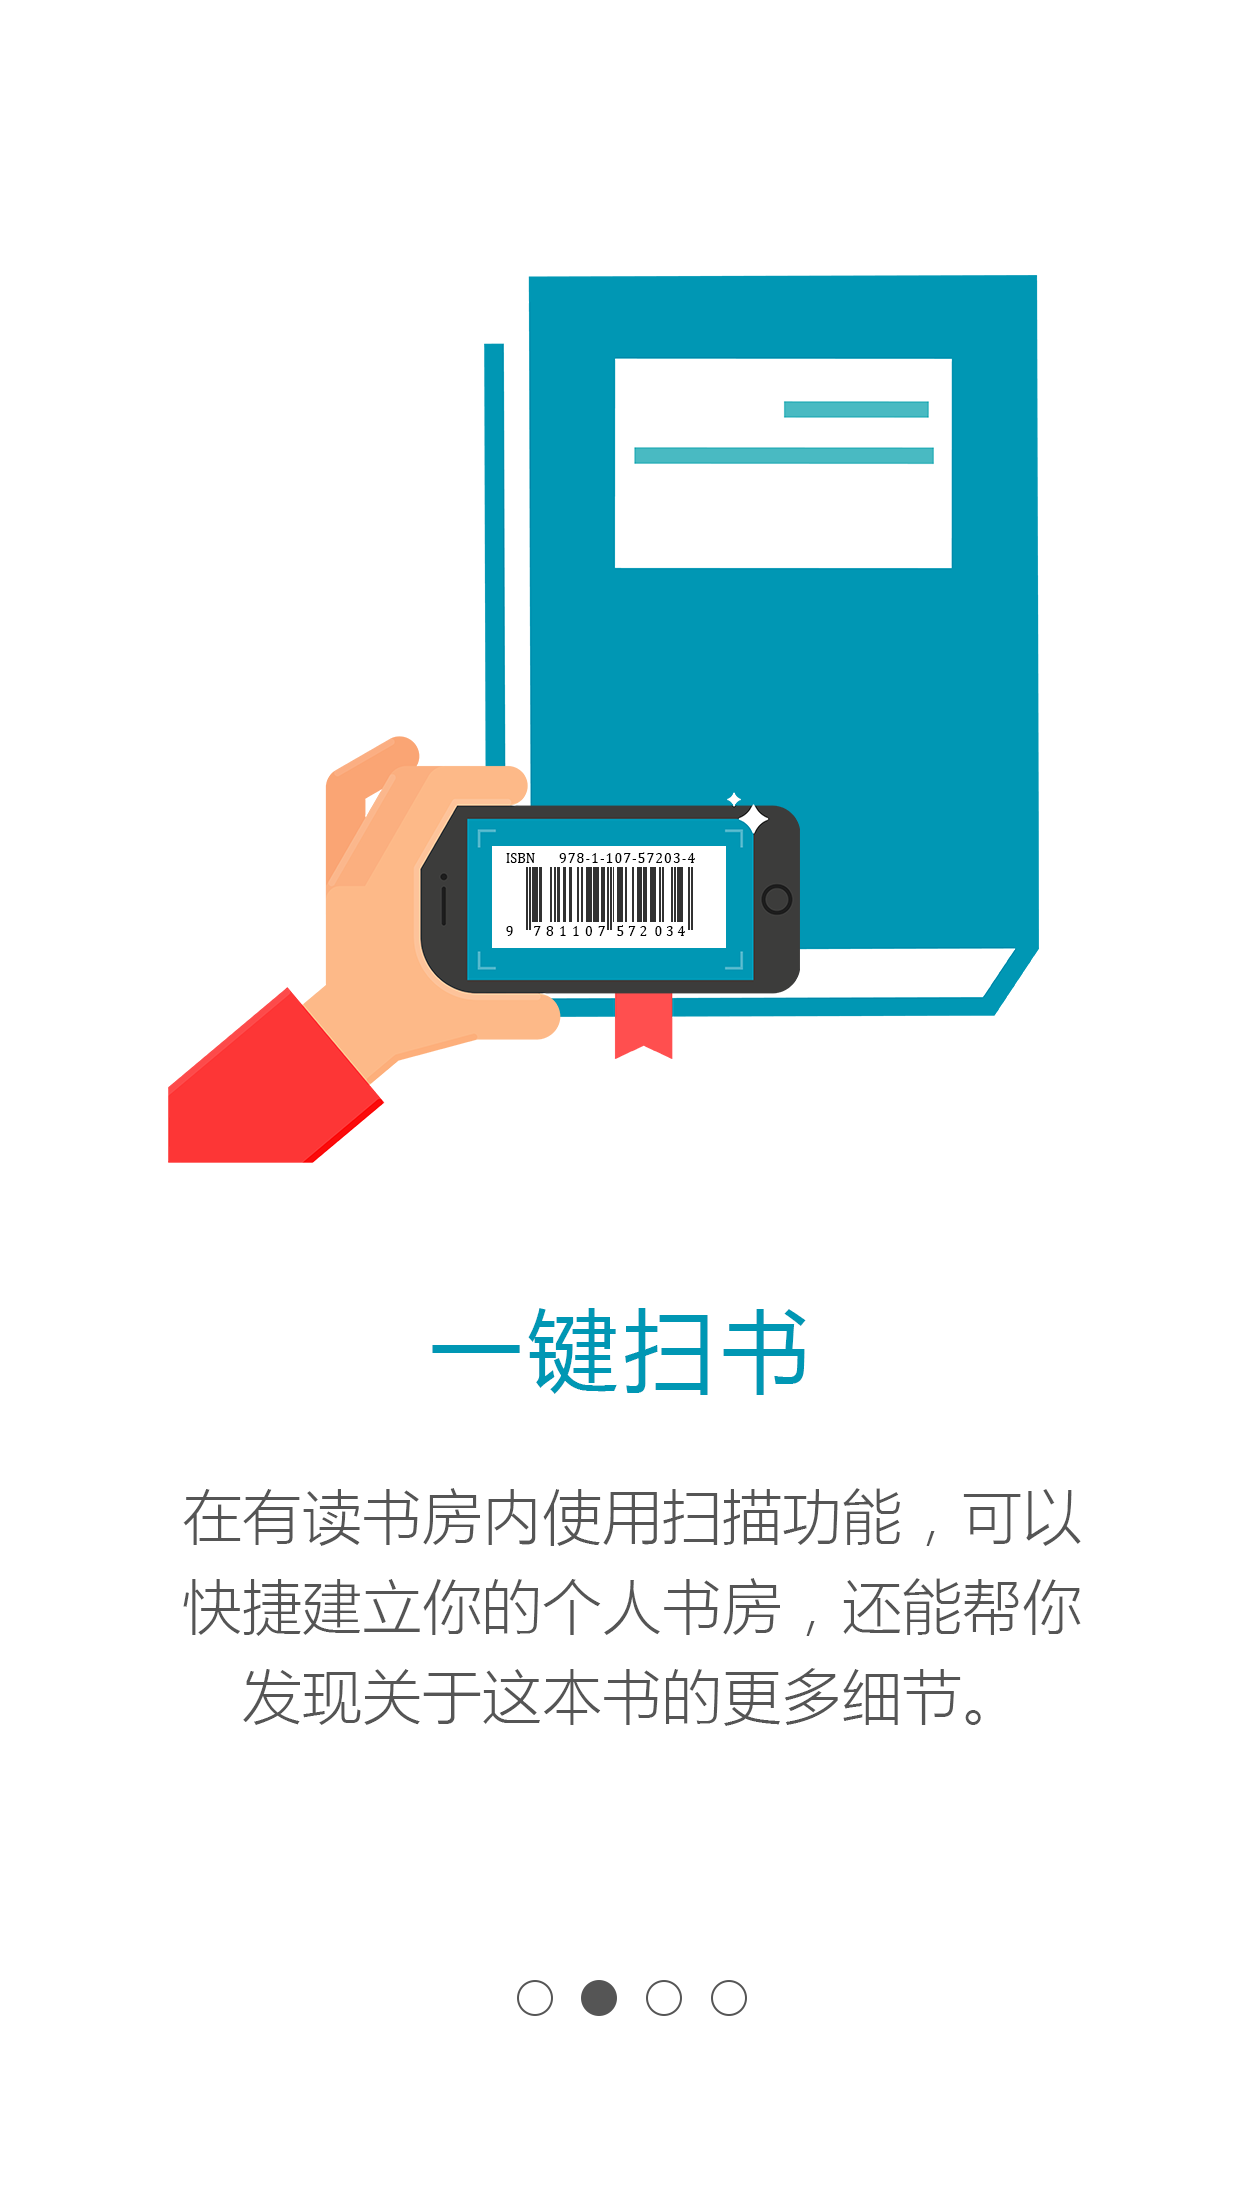 ISBN 978-1-107-57203-4
9 781107 572034
一键扫书
在有读书房内使用扫描功能，可以
快捷建立你的个人书房，还能帮你
发现关于这本书的更多细节。